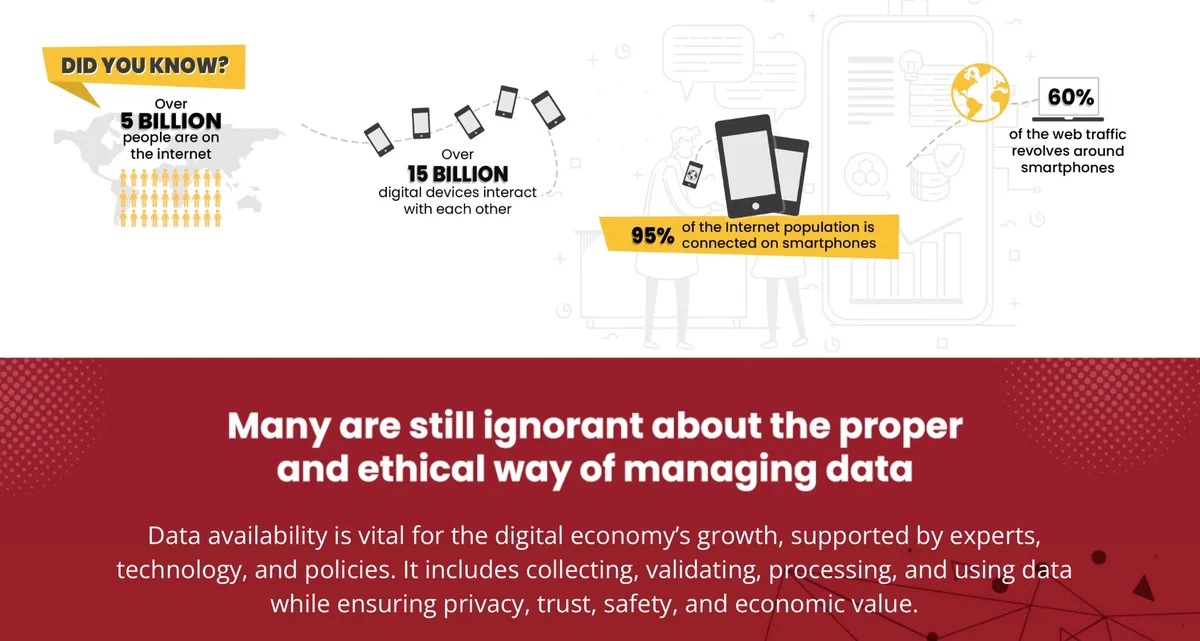 DID YOU KNOW?
Over
5 BILLION
people are on
the internet
Over
15 BILLION
digital devices interact
with each other
95%
of the Internet population is
connected on smartphones
60%
of the web traffic
revolves around
smartphones
Many are still ignorant about the proper
and ethical way of managing data
Data availability is vital for the digital economy’s growth, supported by experts,
technology, and policies. It includes collecting, validating, processing, and using data
while ensuring privacy, trust, safety, and economic value.